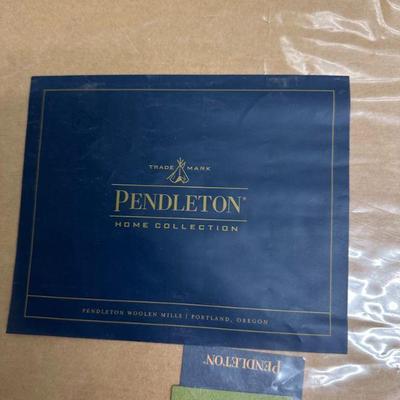 TRADE MARK
PENDLETON®
HOME COLLECTION
PENDLETON WOOLEN MILLS | PORTLAND, OREGON
PENDLETON®